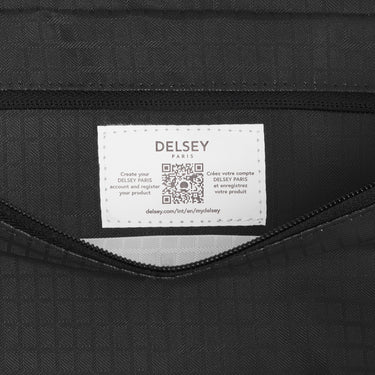 DELSEY
PARIS
Create your
DELSEY PARIS
account and register
your product
Créez votre compte
DELSEY PARIS
et enregistrez
votre produit
delsey.com/int/en/mydelsey